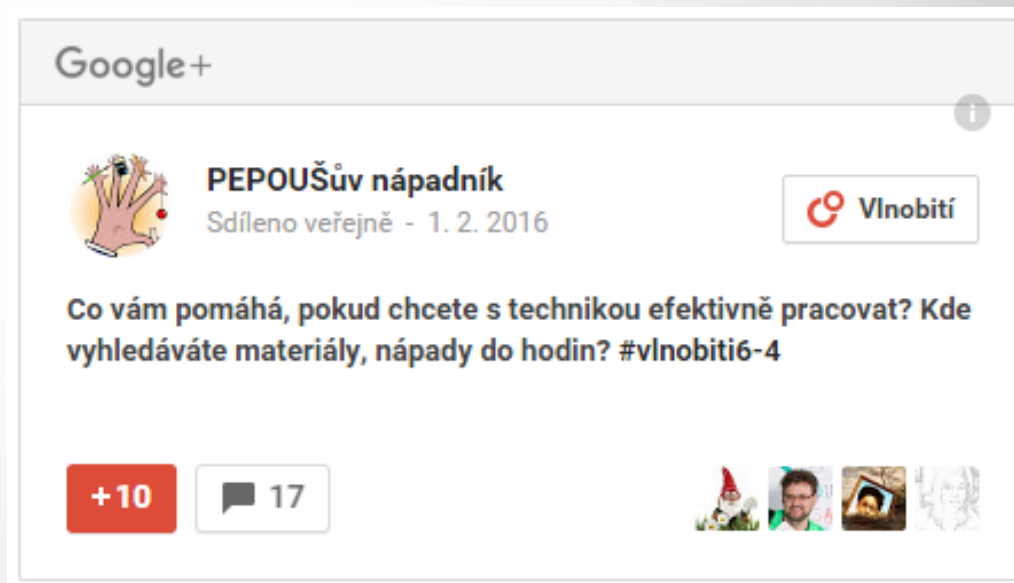 Google+
PEPOUŠův nápadník
Sdíleno veřejně - 1. 2. 2016
Vlnobití
Co vám pomáhá, pokud chcete s technikou efektivně pracovat? Kde
vyhledáváte materiály, nápady do hodin? #vlnobiti6-4
+10
17